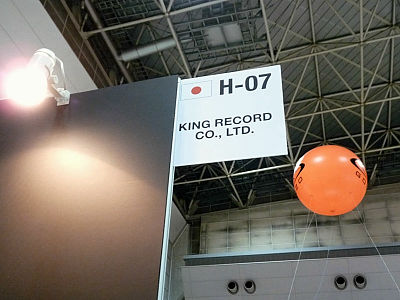 H-07
KING RECORD
CO., LTD.